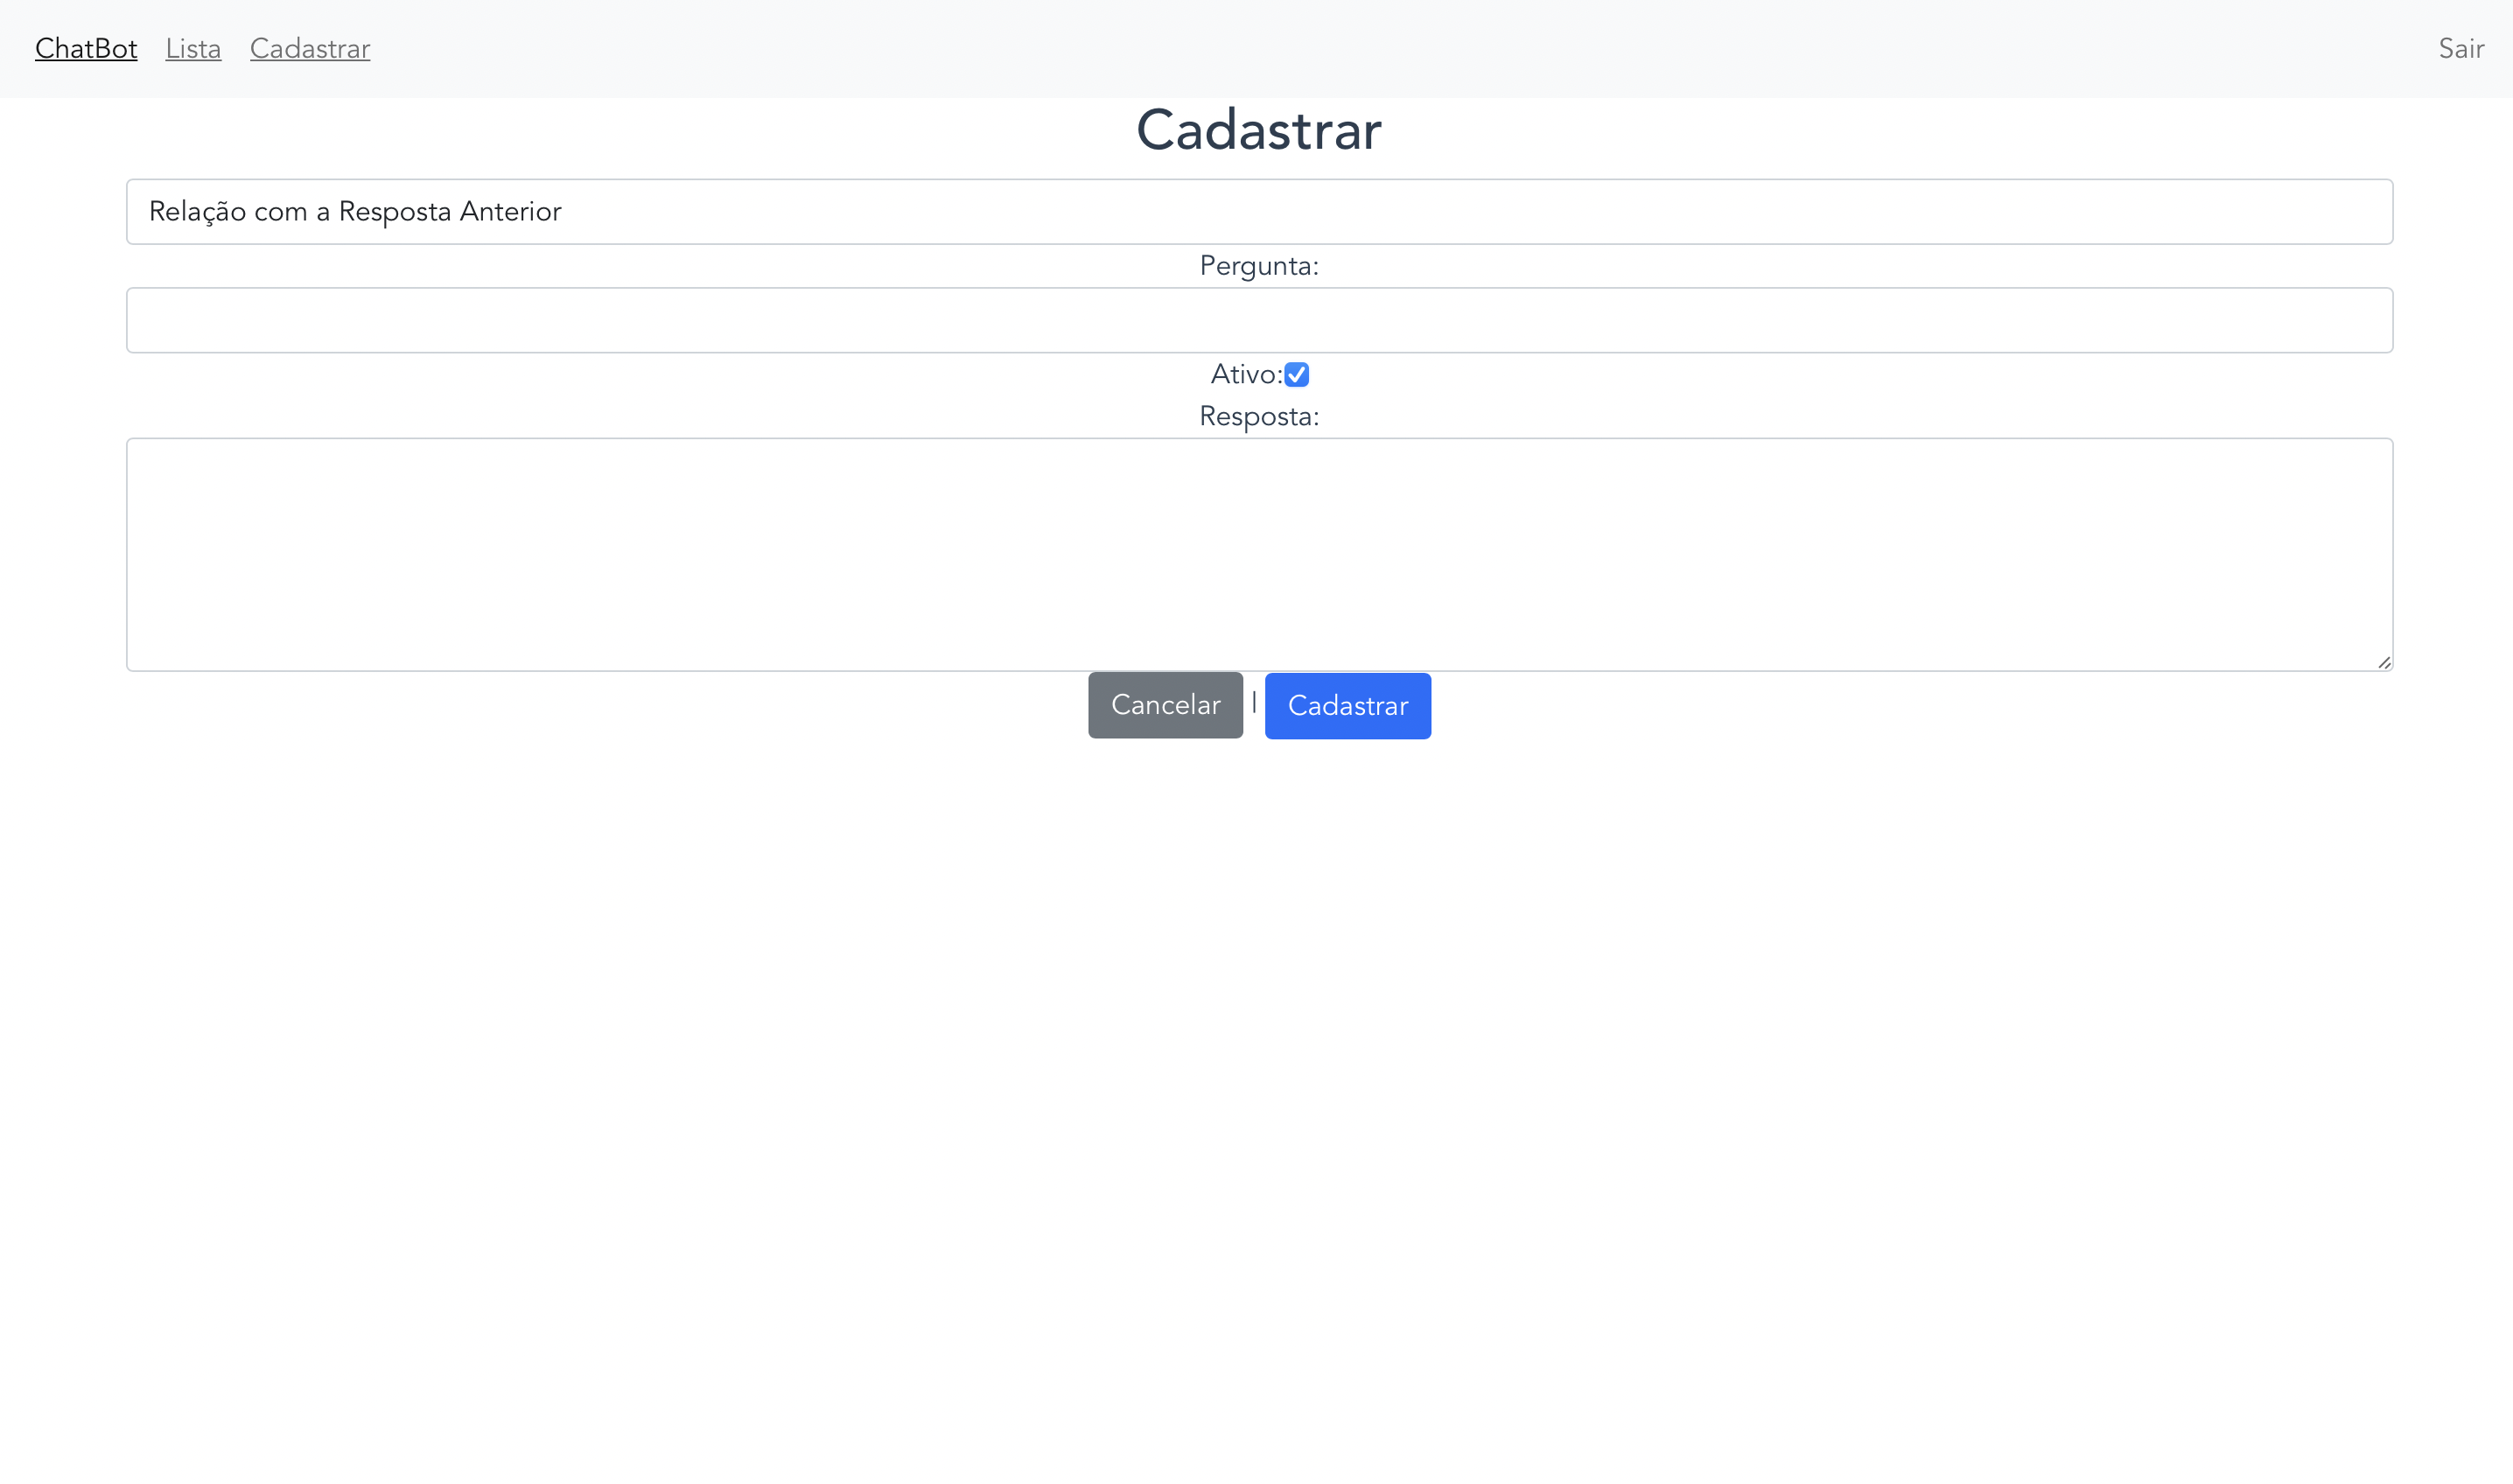 ChatBot Lista Cadastrar Sair
Cadastrar
Relação com a Resposta Anterior
Pergunta:
Ativo:
Resposta:
Cancelar | Cadastrar